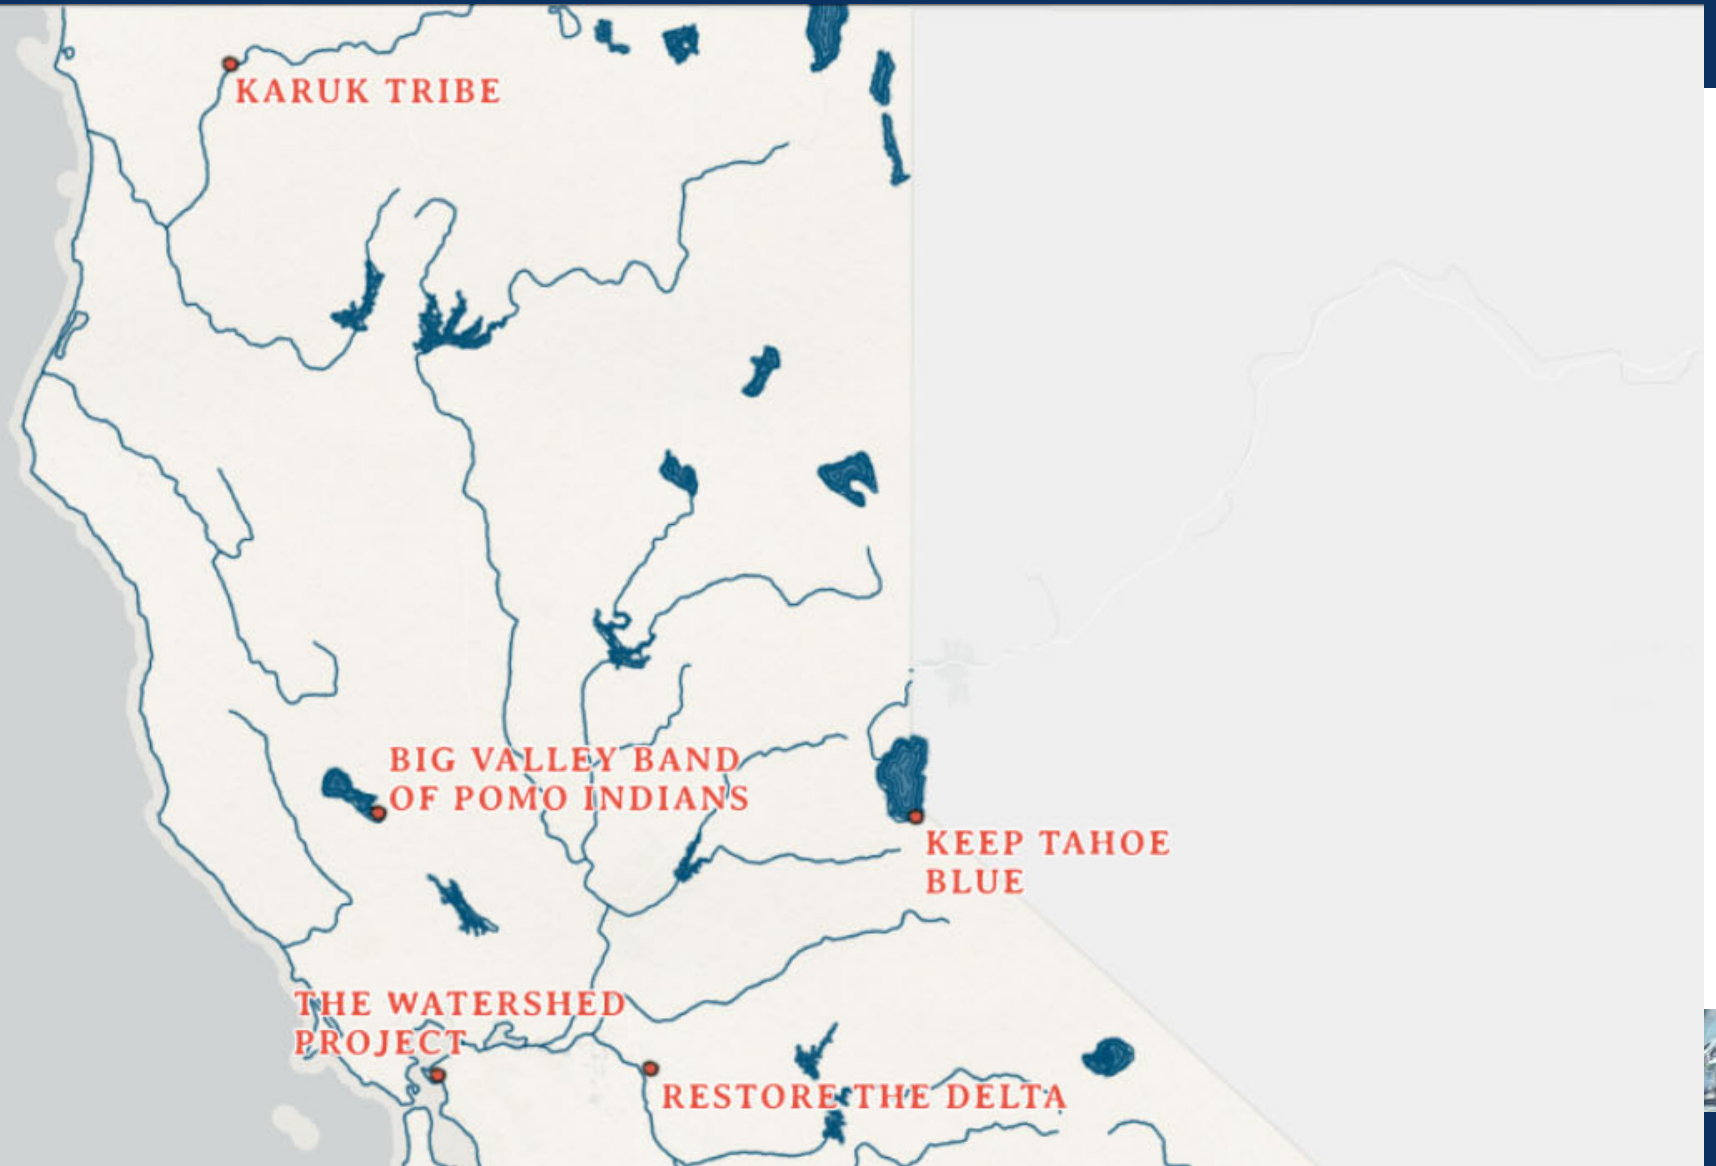 KARUK TRIBE
BIG VALLEY BAND
OF POMO INDIANS
KEEP TAHOE
BLUE
THE WATERSHED
PROJECT
RESTORE THE DELTA